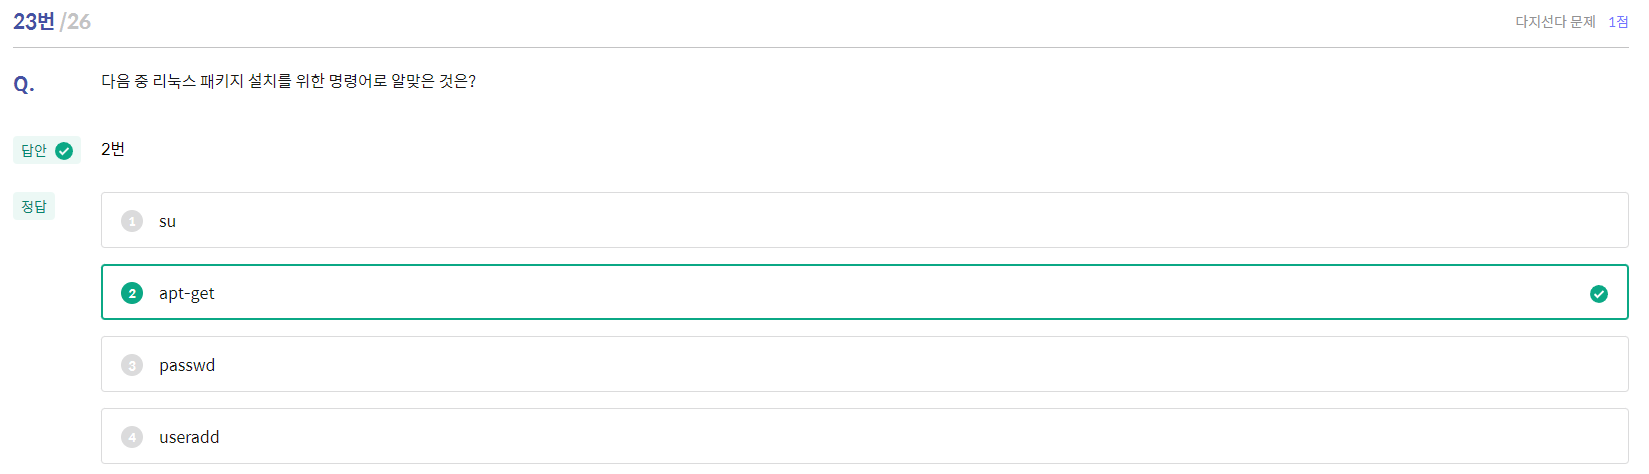 23번 /26
다지선다 문제 1점
Q. 다음 중 리눅스 패키지 설치를 위한 명령어로 알맞은 것은?
답안 2번
정답
1 su
2 apt-get
3 passwd
4 useradd